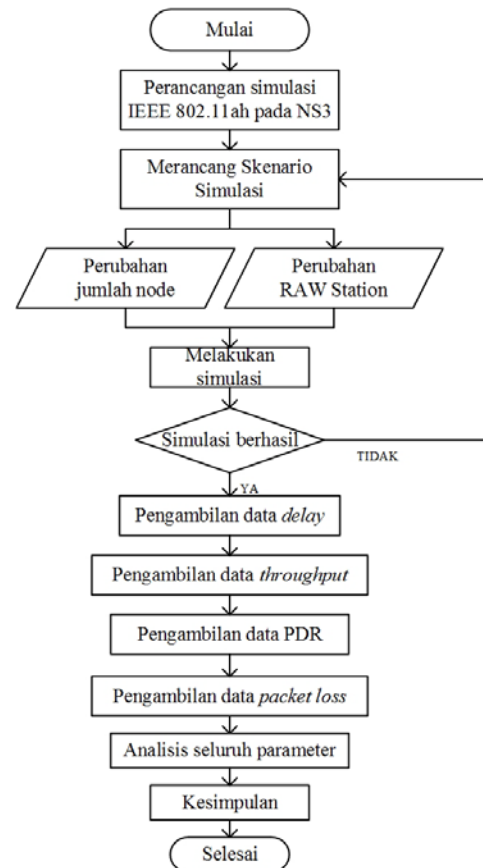 Mulai
Perancangan simulasi
IEEE 802.11ah pada NS3
Merancang Skenario
Simulasi
Perubahan
jumlah node
Perubahan
RAW Station
Melakukan
simulasi
Simulasi berhasil
TIDAK
YA
Pengambilan data delay
Pengambilan data throughput
Pengambilan data PDR
Pengambilan data packet loss
Analisis seluruh parameter
Kesimpulan
Selesai